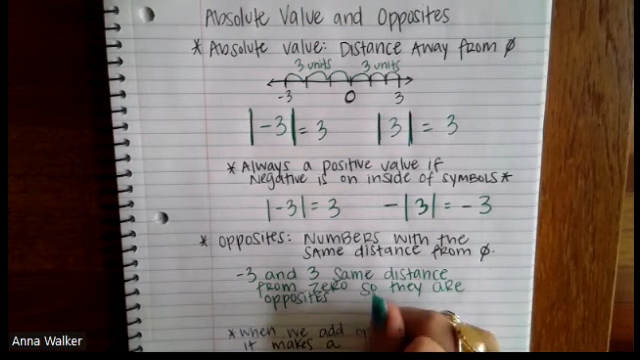 Absolute Value and Opposites
* Absolute Value: Distance Away from 0
3 units 3 units
-3 0 3
|-3| = 3 |3| = 3
* Always a positive value if
Negative is on inside of symbols *
|-3| = 3 -|3| = -3
* Opposites: Numbers with the
same distance from 0.
-3 and 3 same distance
from zero so they are
opposites
* when we add
it makes a
Anna Walker